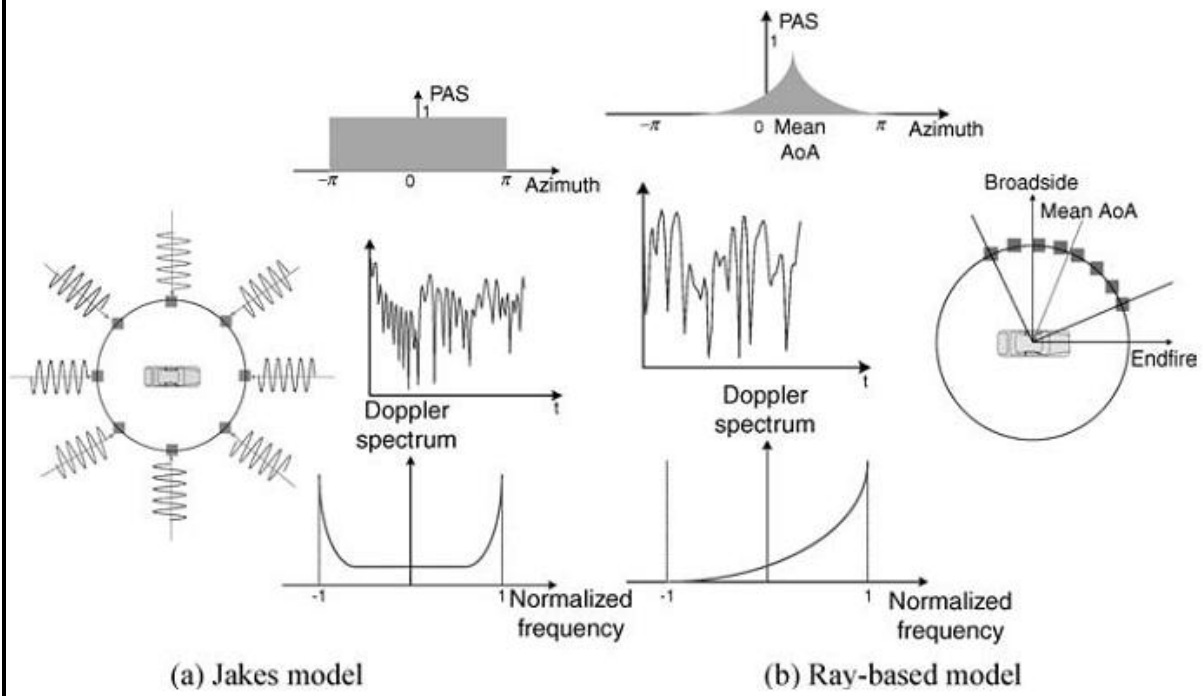 PAS
1
−π
0
π
Azimuth
t
Doppler
spectrum
-1
1
Normalized
frequency
(a) Jakes model
PAS
1
−π
0
Mean
AoA
π
Azimuth
t
Doppler
spectrum
-1
1
Normalized
frequency
Broadside
Mean AoA
Endfire
(b) Ray-based model